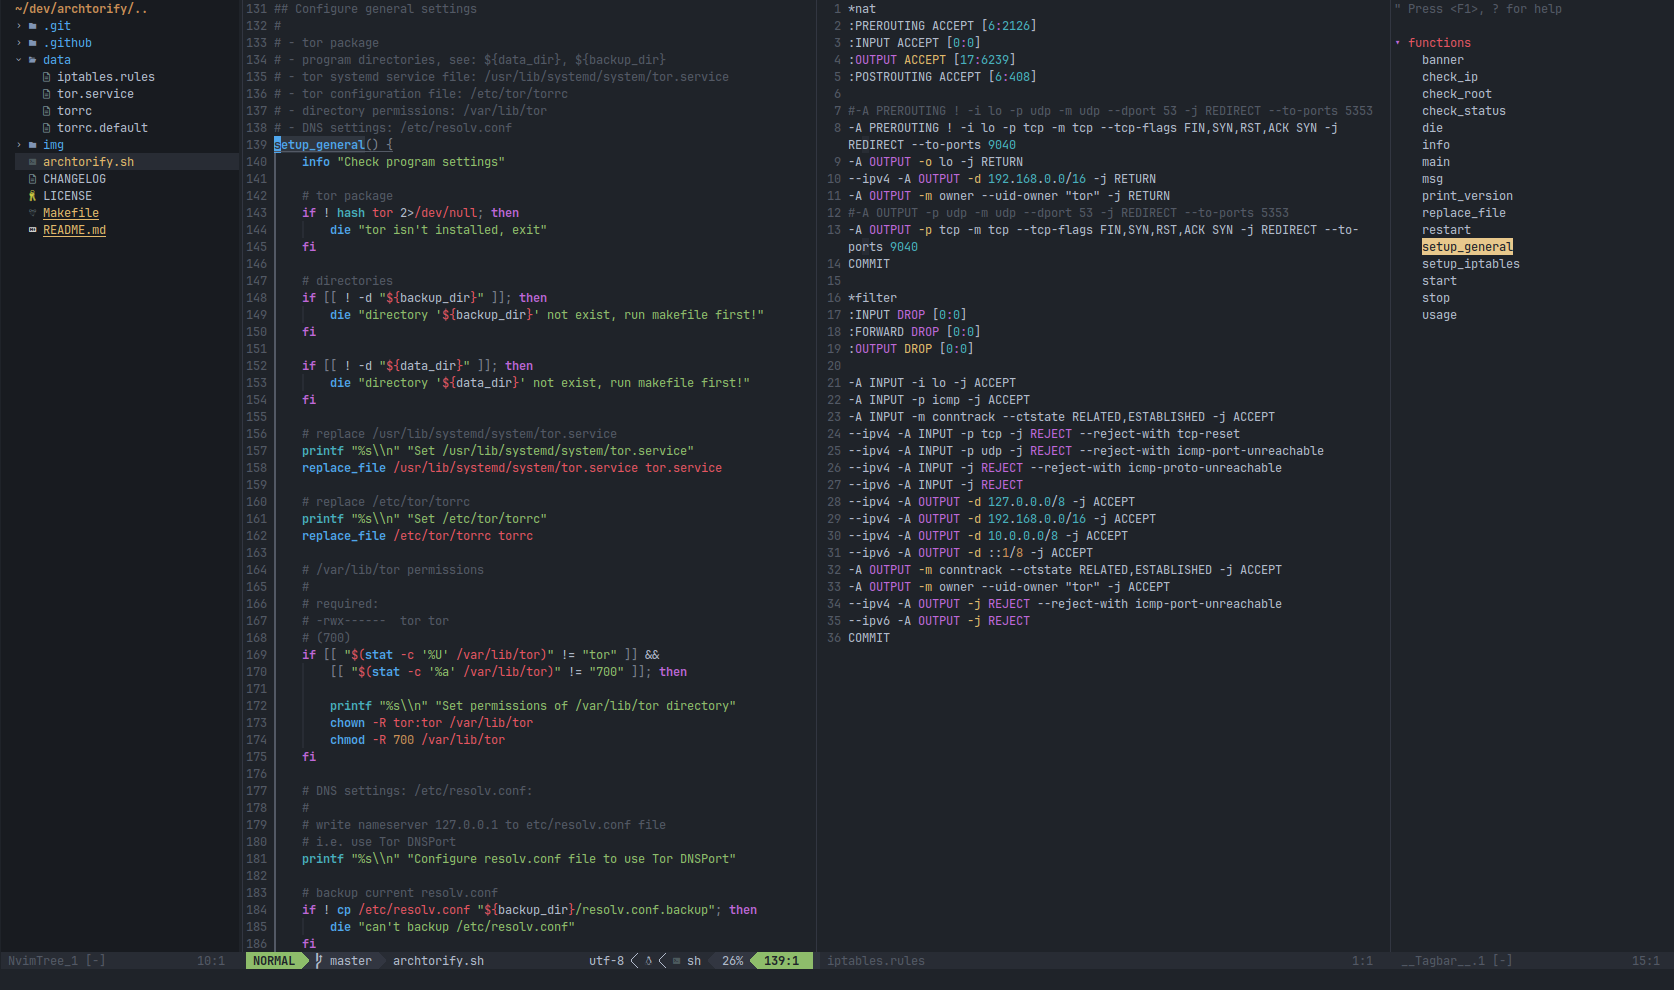 ~/dev/archtorify/..
.git
.github
data
iptables.rules
tor.service
torrc
torrc.default
img
archtorify.sh
CHANGELOG
LICENSE
Makefile
README.md
NvimTree_1 [-] 10:1
131 ## Configure general settings
132 #
133 # - tor package
134 # - program directories, see: ${data_dir}, ${backup_dir}
135 # - tor systemd service file: /usr/lib/systemd/system/tor.service
136 # - tor configuration file: /etc/tor/torrc
137 # - directory permissions: /var/lib/tor
138 # - DNS settings: /etc/resolv.conf
139 setup_general() {
140     info "Check program settings"
141
142     # tor package
143     if ! hash tor 2>/dev/null; then
144         die "tor isn't installed, exit"
145     fi
146
147     # directories
148     if [[ ! -d "${backup_dir}" ]]; then
149         die "directory '${backup_dir}' not exist, run makefile first!"
150     fi
151
152     if [[ ! -d "${data_dir}" ]]; then
153         die "directory '${data_dir}' not exist, run makefile first!"
154     fi
155
156     # replace /usr/lib/systemd/system/tor.service
157     printf "%s\\n" "Set /usr/lib/systemd/system/tor.service"
158     replace_file /usr/lib/systemd/system/tor.service tor.service
159
160     # replace /etc/tor/torrc
161     printf "%s\\n" "Set /etc/tor/torrc"
162     replace_file /etc/tor/torrc torrc
163
164     # /var/lib/tor permissions
165     #
166     # required:
167     # -rwx------  tor tor
168     # (700)
169     if [[ "$(stat -c '%U' /var/lib/tor)" != "tor" ]] &&
170         [[ "$(stat -c '%a' /var/lib/tor)" != "700" ]]; then
171
172         printf "%s\\n" "Set permissions of /var/lib/tor directory"
173         chown -R tor:tor /var/lib/tor
174         chmod -R 700 /var/lib/tor
175     fi
176
177     # DNS settings: /etc/resolv.conf:
178     #
179     # write nameserver 127.0.0.1 to etc/resolv.conf file
180     # i.e. use Tor DNSPort
181     printf "%s\\n" "Configure resolv.conf file to use Tor DNSPort"
182
183     # backup current resolv.conf
184     if ! cp /etc/resolv.conf "${backup_dir}/resolv.conf.backup"; then
185         die "can't backup /etc/resolv.conf"
186     fi
NORMAL master archtorify.sh utf-8 sh 26% 139:1
1 *nat
2 :PREROUTING ACCEPT [6:2126]
3 :INPUT ACCEPT [0:0]
4 :OUTPUT ACCEPT [17:6239]
5 :POSTROUTING ACCEPT [6:408]
6
7 #-A PREROUTING ! -i lo -p udp -m udp --dport 53 -j REDIRECT --to-ports 5353
8 -A PREROUTING ! -i lo -p tcp -m tcp --tcp-flags FIN,SYN,RST,ACK SYN -j
REDIRECT --to-ports 9040
9 -A OUTPUT -o lo -j RETURN
10 --ipv4 -A OUTPUT -d 192.168.0.0/16 -j RETURN
11 -A OUTPUT -m owner --uid-owner "tor" -j RETURN
12 #-A OUTPUT -p udp -m udp --dport 53 -j REDIRECT --to-ports 5353
13 -A OUTPUT -p tcp -m tcp --tcp-flags FIN,SYN,RST,ACK SYN -j REDIRECT --to-
ports 9040
14 COMMIT
15
16 *filter
17 :INPUT DROP [0:0]
18 :FORWARD DROP [0:0]
19 :OUTPUT DROP [0:0]
20
21 -A INPUT -i lo -j ACCEPT
22 -A INPUT -p icmp -j ACCEPT
23 -A INPUT -m conntrack --ctstate RELATED,ESTABLISHED -j ACCEPT
24 --ipv4 -A INPUT -p tcp -j REJECT --reject-with tcp-reset
25 --ipv4 -A INPUT -p udp -j REJECT --reject-with icmp-port-unreachable
26 --ipv4 -A INPUT -j REJECT --reject-with icmp-proto-unreachable
27 --ipv6 -A INPUT -j REJECT
28 --ipv4 -A OUTPUT -d 127.0.0.0/8 -j ACCEPT
29 --ipv4 -A OUTPUT -d 192.168.0.0/16 -j ACCEPT
30 --ipv4 -A OUTPUT -d 10.0.0.0/8 -j ACCEPT
31 --ipv6 -A OUTPUT -d ::1/8 -j ACCEPT
32 -A OUTPUT -m conntrack --ctstate RELATED,ESTABLISHED -j ACCEPT
33 -A OUTPUT -m owner --uid-owner "tor" -j ACCEPT
34 --ipv4 -A OUTPUT -j REJECT --reject-with icmp-port-unreachable
35 --ipv6 -A OUTPUT -j REJECT
36 COMMIT
iptables.rules 1:1
" Press <F1>, ? for help
functions
banner
check_ip
check_root
check_status
die
info
main
msg
print_version
replace_file
restart
setup_general
setup_iptables
start
stop
usage
__Tagbar__.1 [-] 15:1